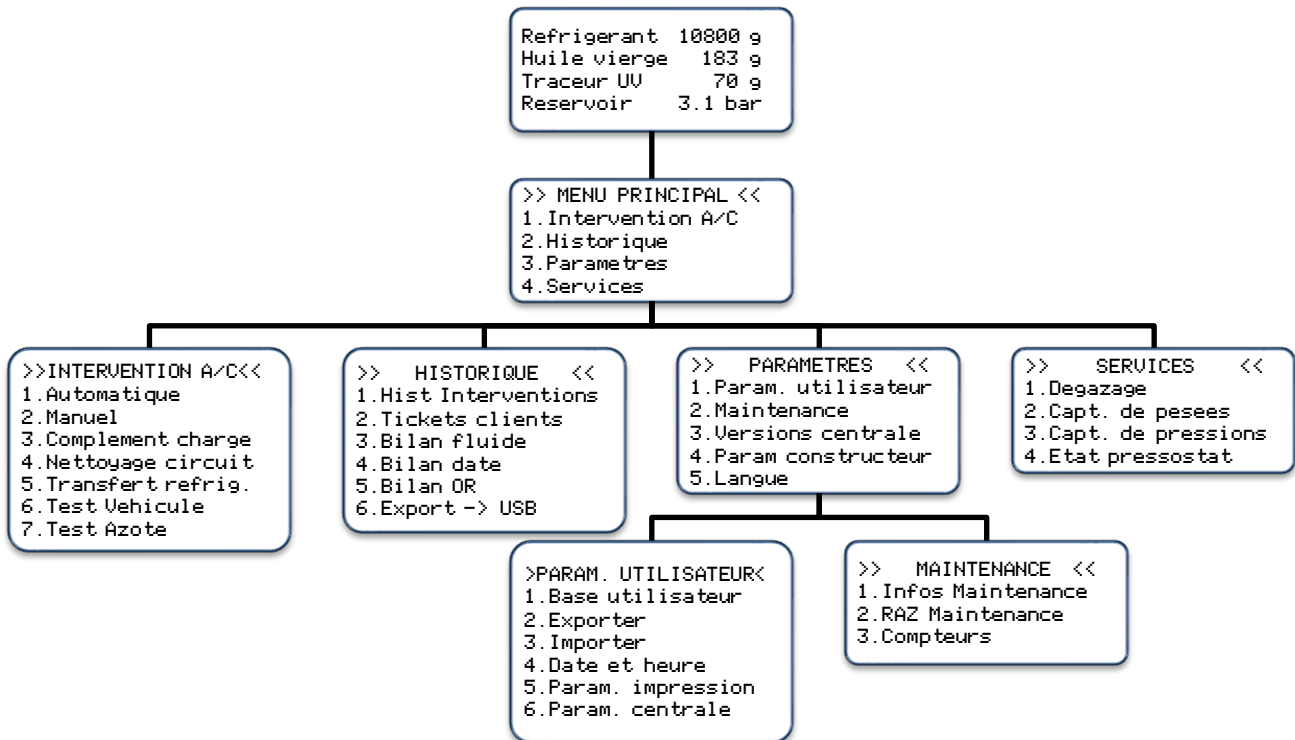 Refrigerant 10800 g
Huile vierge 183 g
Traceur UV 70 g
Reservoir 3.1 bar
>> MENU PRINCIPAL <<
1.Intervention A/C
2.Historique
3.Parametres
4.Services
>>INTERVENTION A/C<<
1.Automatique
2.Manuel
3.Complement charge
4.Nettoyage circuit
5.Transfert refrig.
6.Test Vehicule
7.Test Azote
>> HISTORIQUE <<
1.Hist Interventions
2.Tickets clients
3.Bilan fluide
4.Bilan date
5.Bilan OR
6.Export -> USB
>> PARAMETRES <<
1.Param. utilisateur
2.Maintenance
3.Versions centrale
4.Param constructeur
5.Langue
>> SERVICES <<
1.Degazage
2.Capt. de pesees
3.Capt. de pressions
4.Etat pressostat
>PARAM. UTILISATEUR<
1.Base utilisateur
2.Exporter
3.Importer
4.Date et heure
5.Param. impression
6.Param. centrale
>> MAINTENANCE <<
1.Infos Maintenance
2.RAZ Maintenance
3.Compteurs